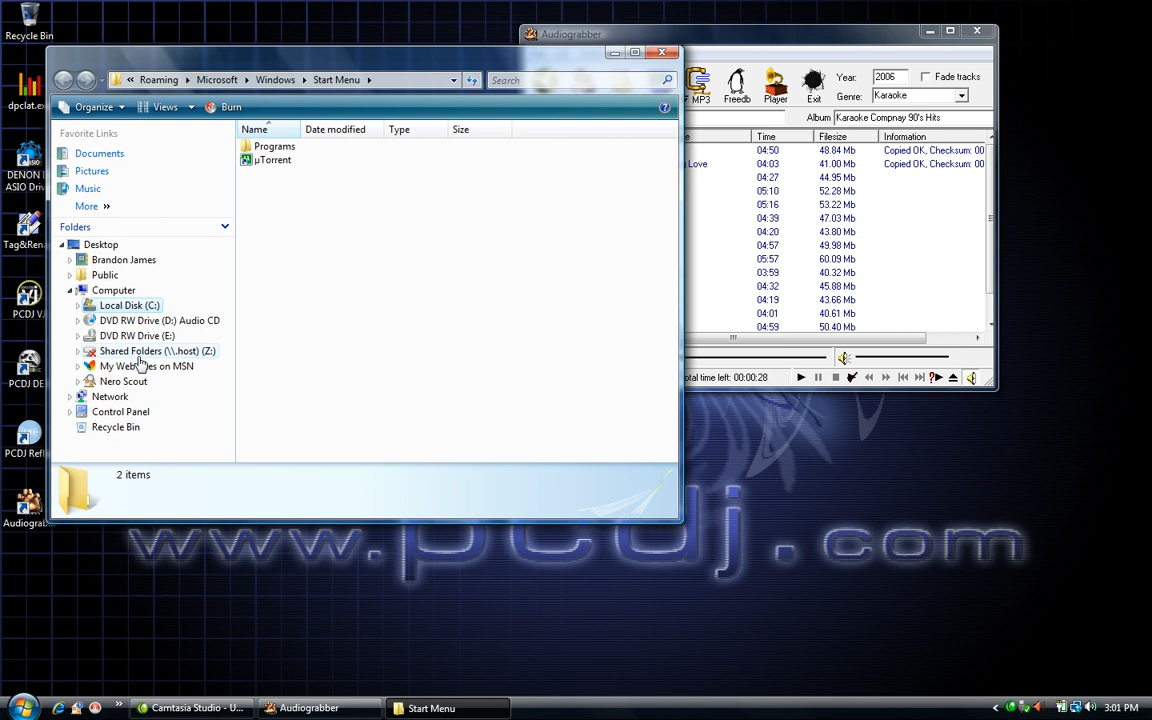 Recycle Bin
dpclat.ex
DENON
ASIO Driv
Tag&Rena
PCDJ VJ
PCDJ DE
PCDJ Refl
Audiograb
Audiograbber
Roaming Microsoft Windows Start Menu
Search
Organize Views Burn
Favorite Links
Documents
Pictures
Music
More »
Folders
Desktop
Brandon James
Public
Computer
Local Disk (C:)
DVD RW Drive (D:) Audio CD
DVD RW Drive (E:)
Shared Folders (\\.host) (Z:)
My Web es on MSN
Nero Scout
Network
Control Panel
Recycle Bin
Name Date modified Type Size
Programs
µTorrent
2 items
MP3 Freedb Player Exit
Year: 2006 Fade tracks
Genre: Karaoke
Album Karaoke Compnay 90's Hits
e Time Filesize Information
04:50 48.84 Mb Copied OK, Checksum: 00
Love 04:03 41.00 Mb Copied OK, Checksum: 00
04:27 44.95 Mb
05:10 52.28 Mb
05:16 53.22 Mb
04:39 47.03 Mb
04:20 43.80 Mb
04:57 49.98 Mb
05:57 60.09 Mb
03:59 40.32 Mb
04:32 45.88 Mb
04:19 43.66 Mb
04:01 40.61 Mb
04:59 50.40 Mb
otal time left: 00:00:28
www.pcdj.com
Camtasia Studio - U... Audiograbber Start Menu 3:01 PM